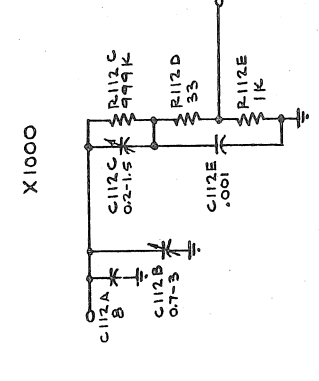 X1000
R112C
999K
R112D
33
R112E
1K
C112C
0.2-1.5
C112E
.001
C112B
0.7-3
C112A
8